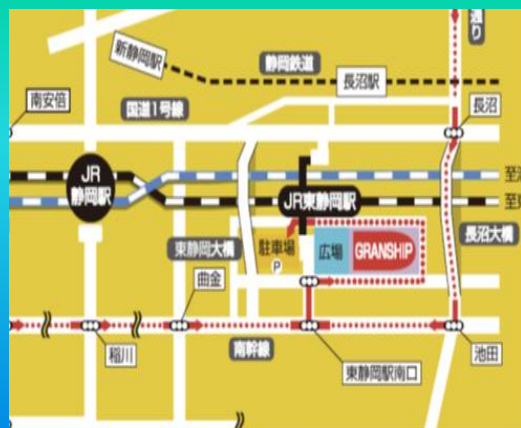 通り
新静岡駅
静岡鉄道
長沼駅
南安倍
国道1号線
長沼
JR
静岡駅
JR東静岡駅
東静岡大橋
駐車場
P
広場
GRANSHIP
長沼大橋
曲金
稲川
南幹線
東静岡駅南口
池田